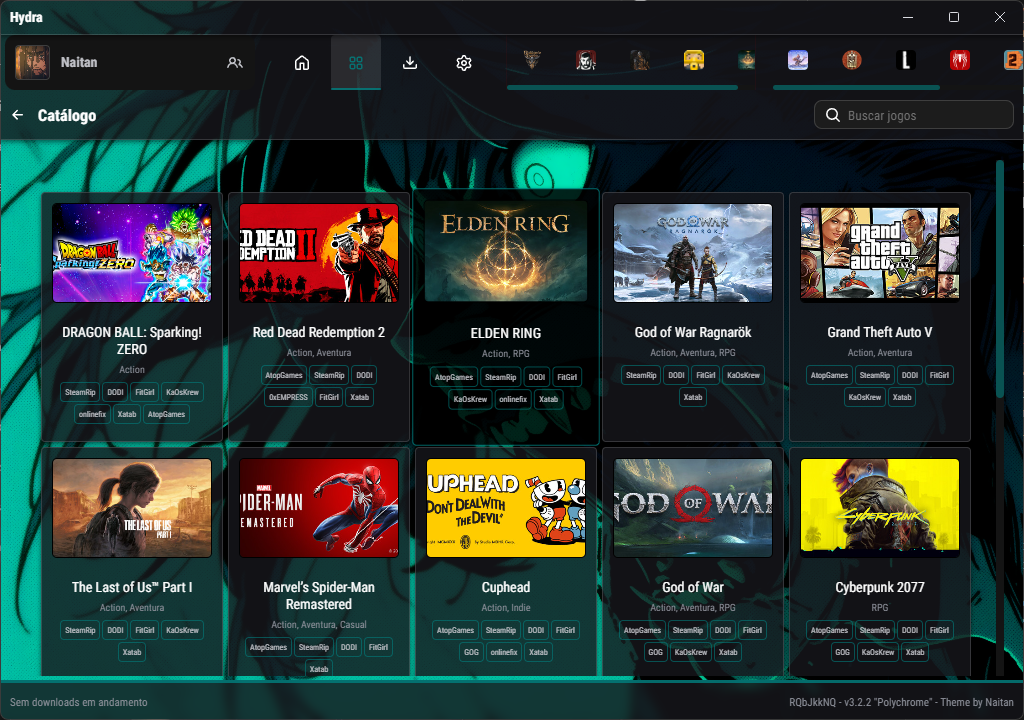 Hydra
Naitan
Catálogo
Buscar jogos
DRAGON BALL
Sparking! ZERO
RED DEAD
REDEMPTION II
ELDEN RING
GOD OF WAR
RAGNARÖK
grand
theft
auto
V
DRAGON BALL: Sparking!
ZERO
Action
SteamRip DODI FitGirl KaOsKrew
onlinefix Xatab AtopGames
Red Dead Redemption 2
Action, Aventura
AtopGames SteamRip DODI
0xEMPRESS FitGirl Xatab
ELDEN RING
Action, RPG
AtopGames SteamRip DODI FitGirl
KaOsKrew onlinefix Xatab
God of War Ragnarök
Action, Aventura, RPG
SteamRip DODI FitGirl KaOsKrew
Xatab
Grand Theft Auto V
Action, Aventura
AtopGames SteamRip DODI FitGirl
KaOsKrew Xatab
THE LAST OF US
PART I
MARVEL
SPIDER-MAN
REMASTERED
CUPHEAD
DON'T DEAL WITH
THE DEVIL'
GOD OF WAR
CYBERPUNK
The Last of Us™ Part I
Action, Aventura
SteamRip DODI FitGirl KaOsKrew
Xatab
Marvel's Spider-Man
Remastered
Action, Aventura, Casual
AtopGames SteamRip DODI FitGirl
Xatab
Cuphead
Action, Indie
AtopGames SteamRip DODI FitGirl
GOG onlinefix Xatab
God of War
Action, Aventura, RPG
AtopGames SteamRip DODI FitGirl
GOG KaOsKrew Xatab
Cyberpunk 2077
RPG
AtopGames SteamRip DODI FitGirl
GOG KaOsKrew Xatab
Sem downloads em andamento
RQbJkkNQ - v3.2.2 "Polychrome" - Theme by Naitan